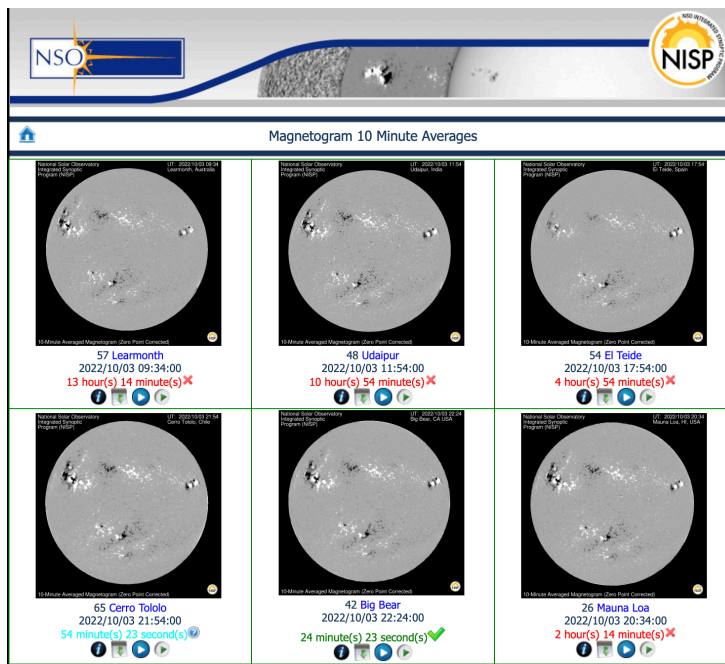 NSO
NSO INTEGRATED SYNOPTIC PROGRAM
NISP
Magnetogram 10 Minute Averages
National Solar Observatory
Integrated Synoptic
Program (NISP)
UT: 2022/10/03 09:34
Learmonth, Australia
10-Minute Averaged Magnetogram (Zero Point Corrected)
57 Learmonth
2022/10/03 09:34:00
13 hour(s) 14 minute(s)
National Solar Observatory
Integrated Synoptic
Program (NISP)
UT: 2022/10/03 11:54
Udaipur, India
10-Minute Averaged Magnetogram (Zero Point Corrected)
48 Udaipur
2022/10/03 11:54:00
10 hour(s) 54 minute(s)
National Solar Observatory
Integrated Synoptic
Program (NISP)
UT: 2022/10/03 17:54
El Teide, Spain
10-Minute Averaged Magnetogram (Zero Point Corrected)
54 El Teide
2022/10/03 17:54:00
4 hour(s) 54 minute(s)
National Solar Observatory
Integrated Synoptic
Program (NISP)
UT: 2022/10/03 21:54
Cerro Tololo, Chile
10-Minute Averaged Magnetogram (Zero Point Corrected)
65 Cerro Tololo
2022/10/03 21:54:00
54 minute(s) 23 second(s)
National Solar Observatory
Integrated Synoptic
Program (NISP)
UT: 2022/10/03 22:24
Big Bear, CA USA
10-Minute Averaged Magnetogram (Zero Point Corrected)
42 Big Bear
2022/10/03 22:24:00
24 minute(s) 23 second(s)
National Solar Observatory
Integrated Synoptic
Program (NISP)
UT: 2022/10/03 20:34
Mauna Loa, HI, USA
10-Minute Averaged Magnetogram (Zero Point Corrected)
26 Mauna Loa
2022/10/03 20:34:00
2 hour(s) 14 minute(s)